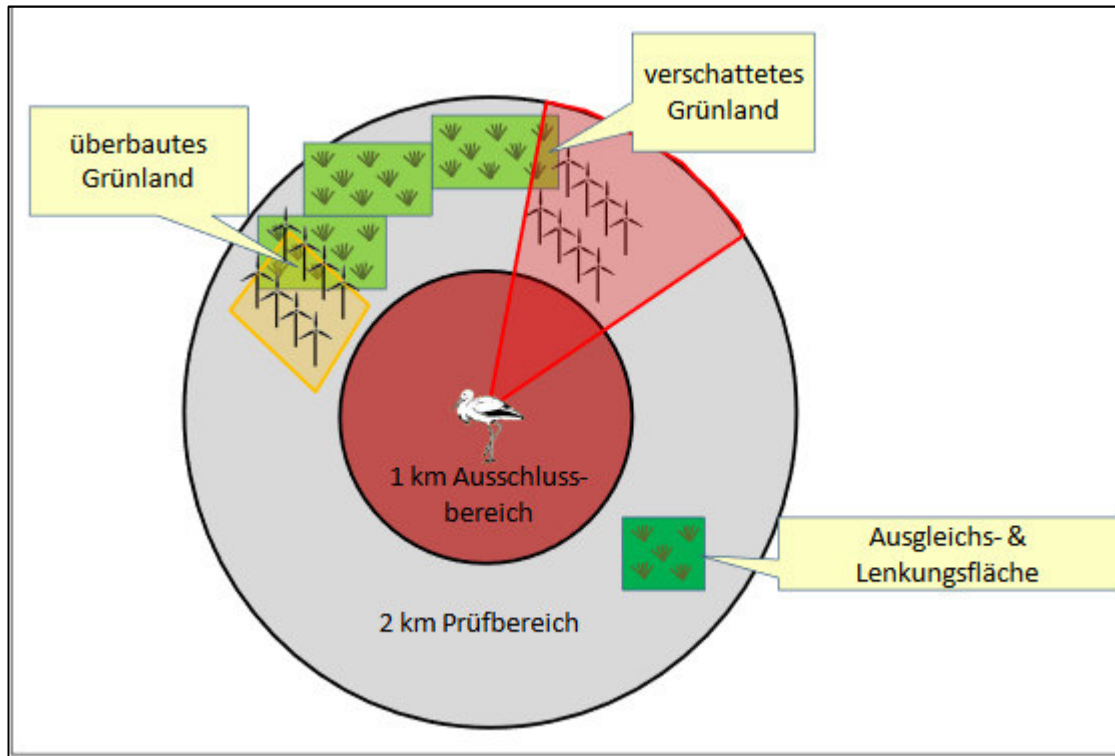 verschattetes
Grünland
überbautes
Grünland
1 km Ausschluss-
bereich
Ausgleichs- &
Lenkungsfläche
2 km Prüfbereich